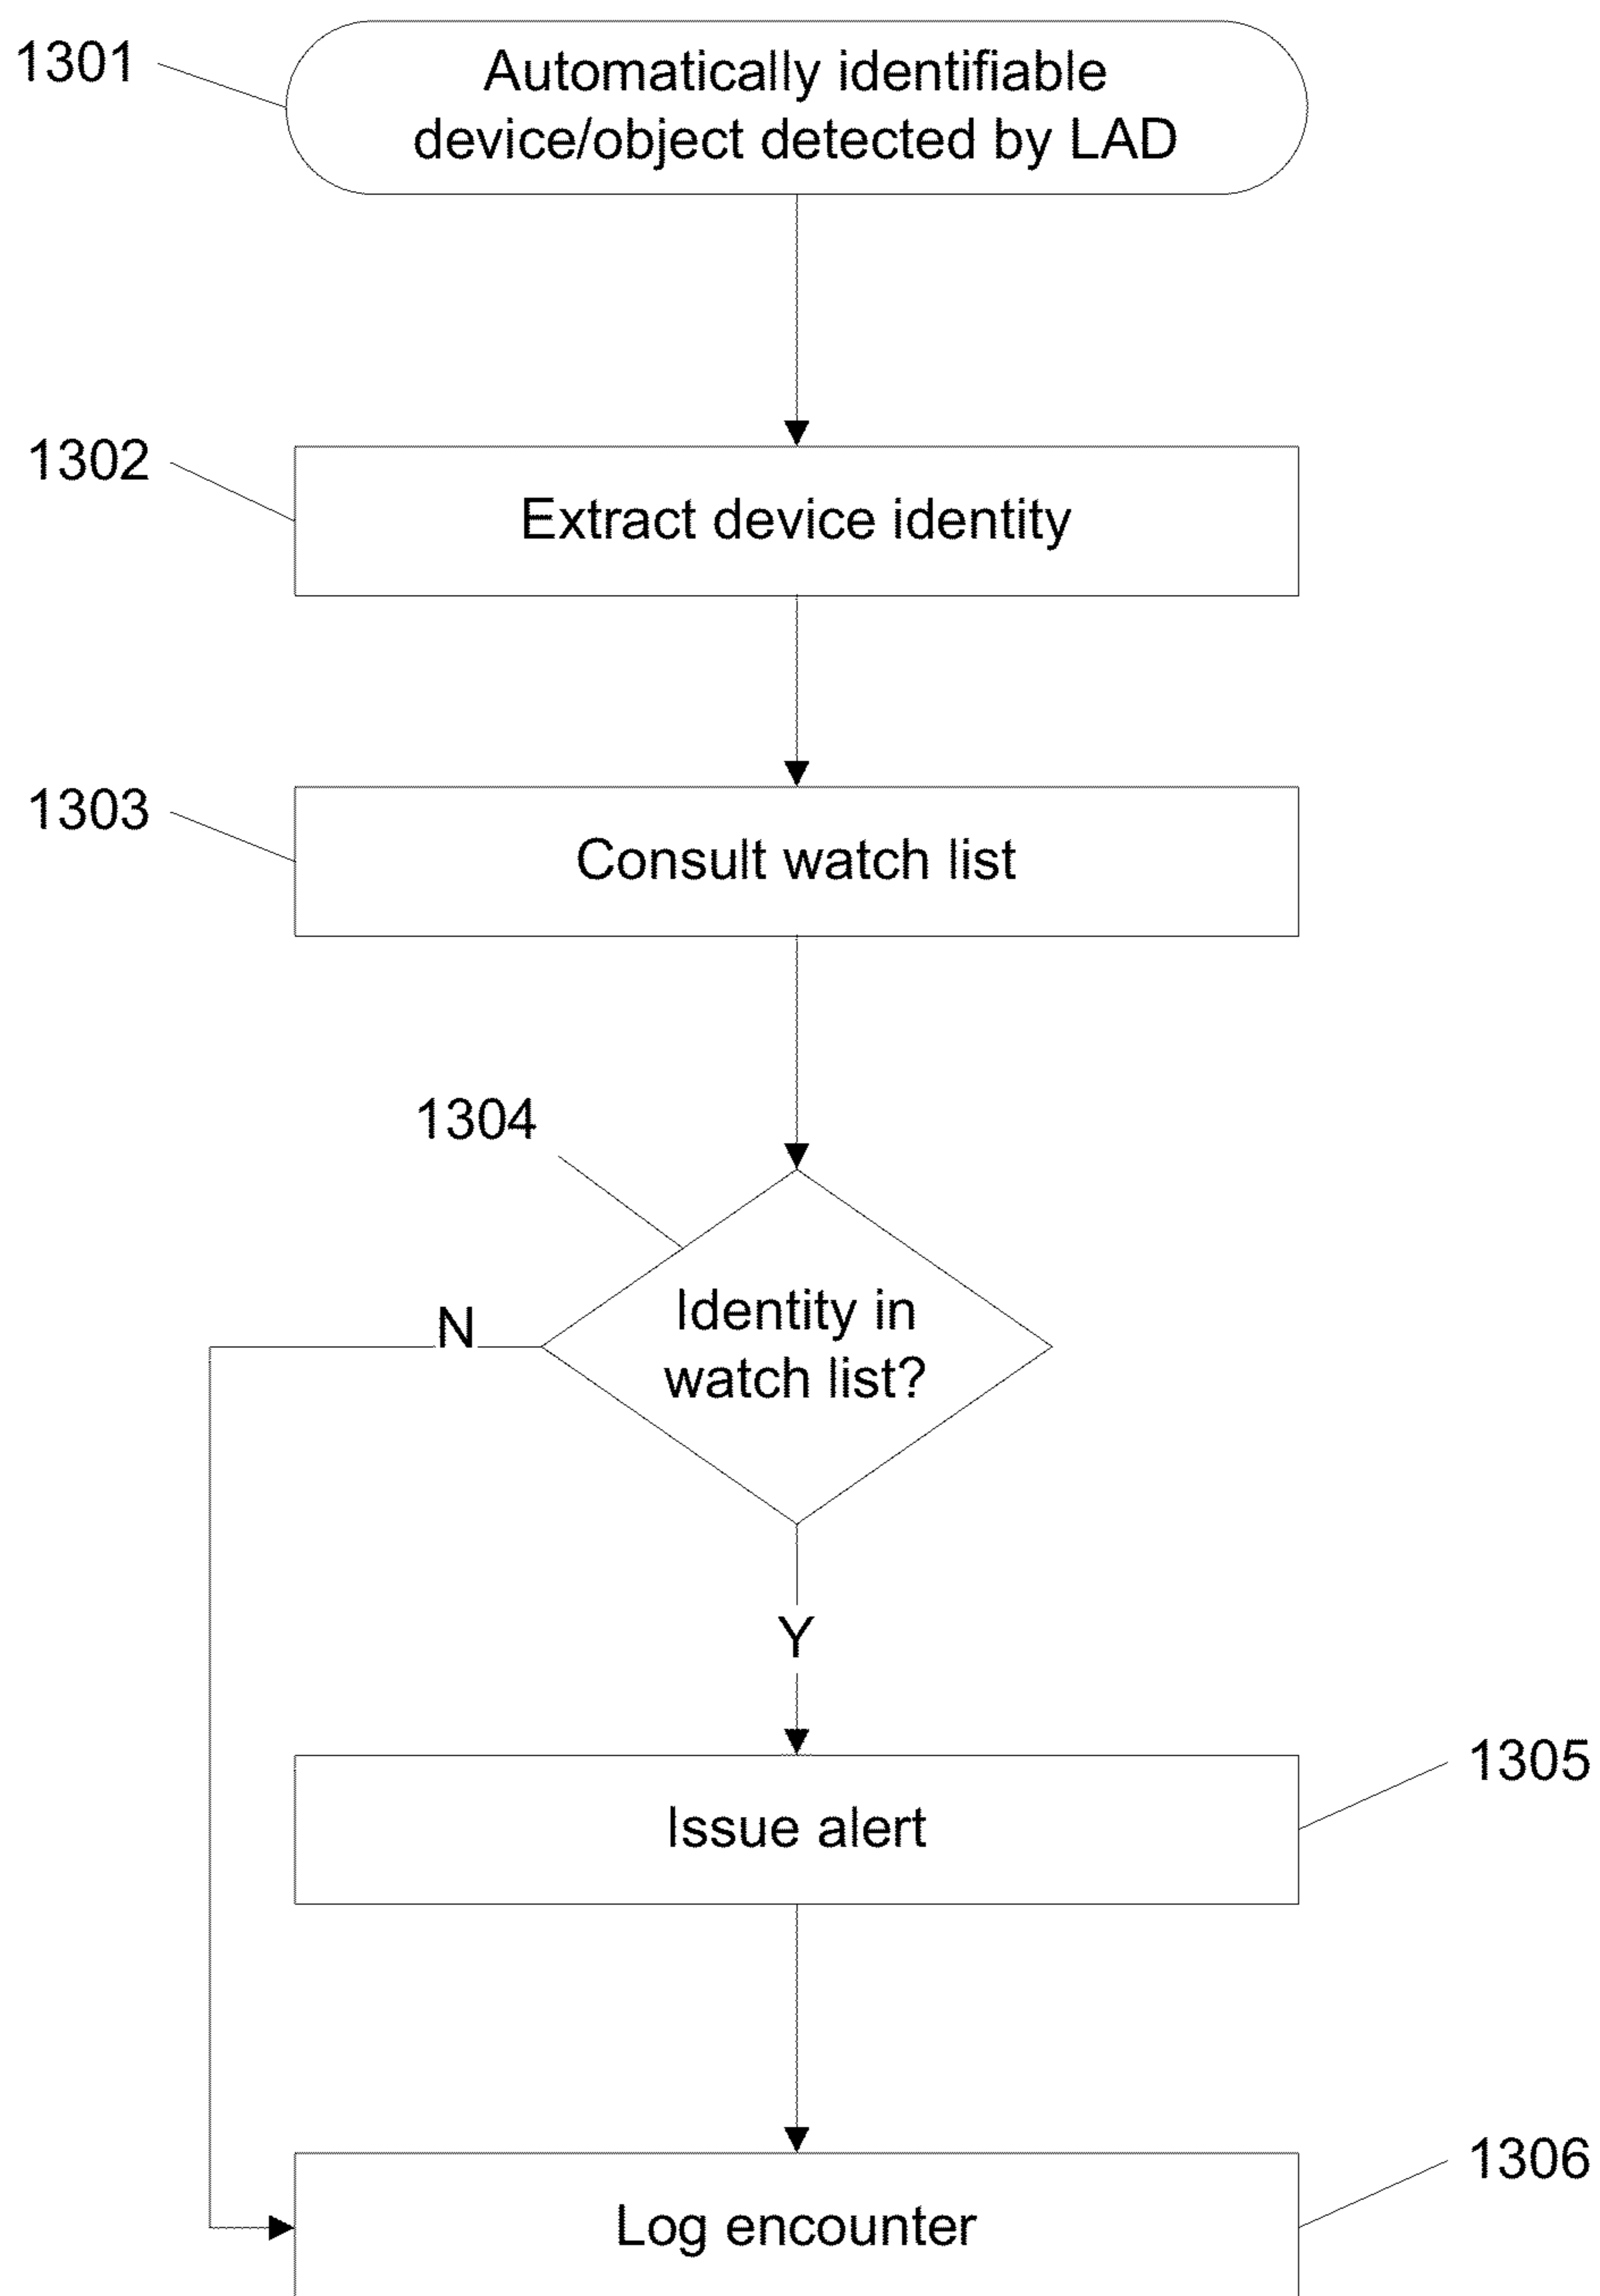 1301
Automatically identifiable
device/object detected by LAD
1302
Extract device identity
1303
Consult watch list
1304
N
Identity in
watch list?
Y
1305
Issue alert
1306
Log encounter